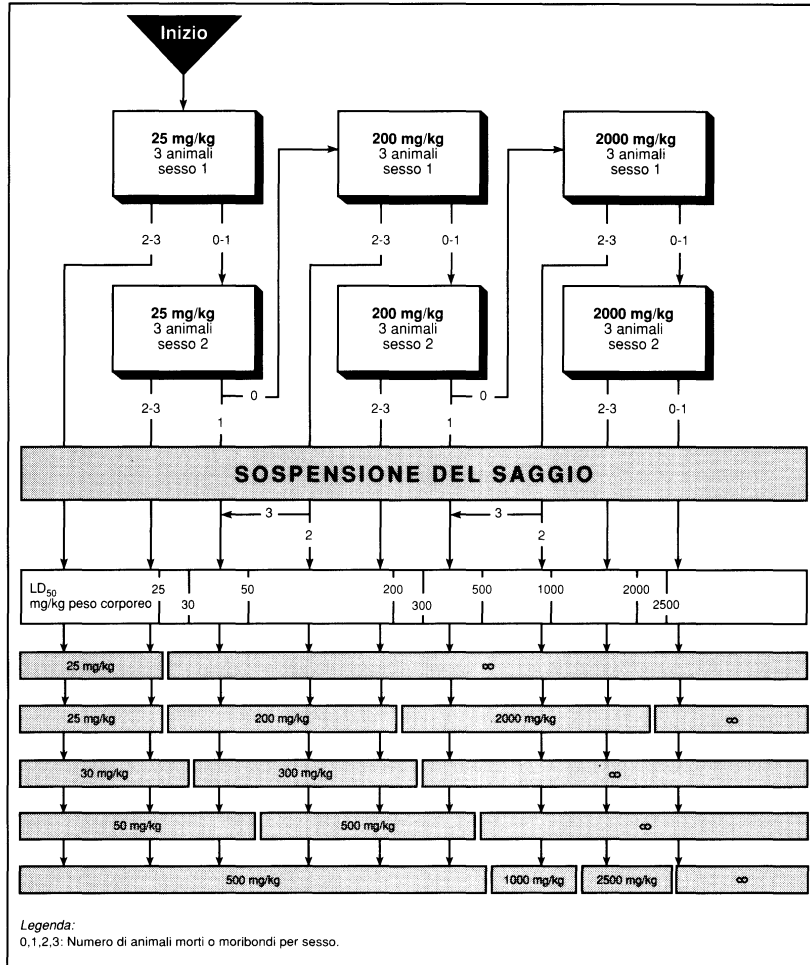 Inizio
25 mg/kg
3 animali
sesso 1
200 mg/kg
3 animali
sesso 1
2000 mg/kg
3 animali
sesso 1
2-3
0-1
2-3
0-1
2-3
0-1
25 mg/kg
3 animali
sesso 2
200 mg/kg
3 animali
sesso 2
2000 mg/kg
3 animali
sesso 2
0
0
2-3
1
2-3
1
2-3
0-1
SOSPENSIONE DEL SAGGIO
3
3
2
2
LD50
mg/kg peso corporeo
25
30
50
200
300
500
1000
2000
2500
25 mg/kg
∞
25 mg/kg
200 mg/kg
2000 mg/kg
∞
30 mg/kg
300 mg/kg
∞
50 mg/kg
500 mg/kg
∞
500 mg/kg
1000 mg/kg
2500 mg/kg
∞
Legenda:
0,1,2,3: Numero di animali morti o moribondi per sesso.